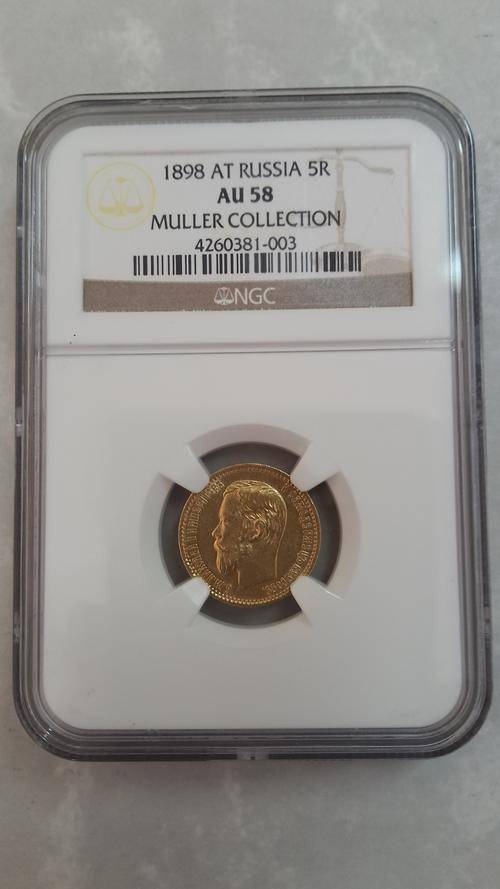 1898 AT RUSSIA 5R
AU 58
MULLER COLLECTION
4260381-003
NGC